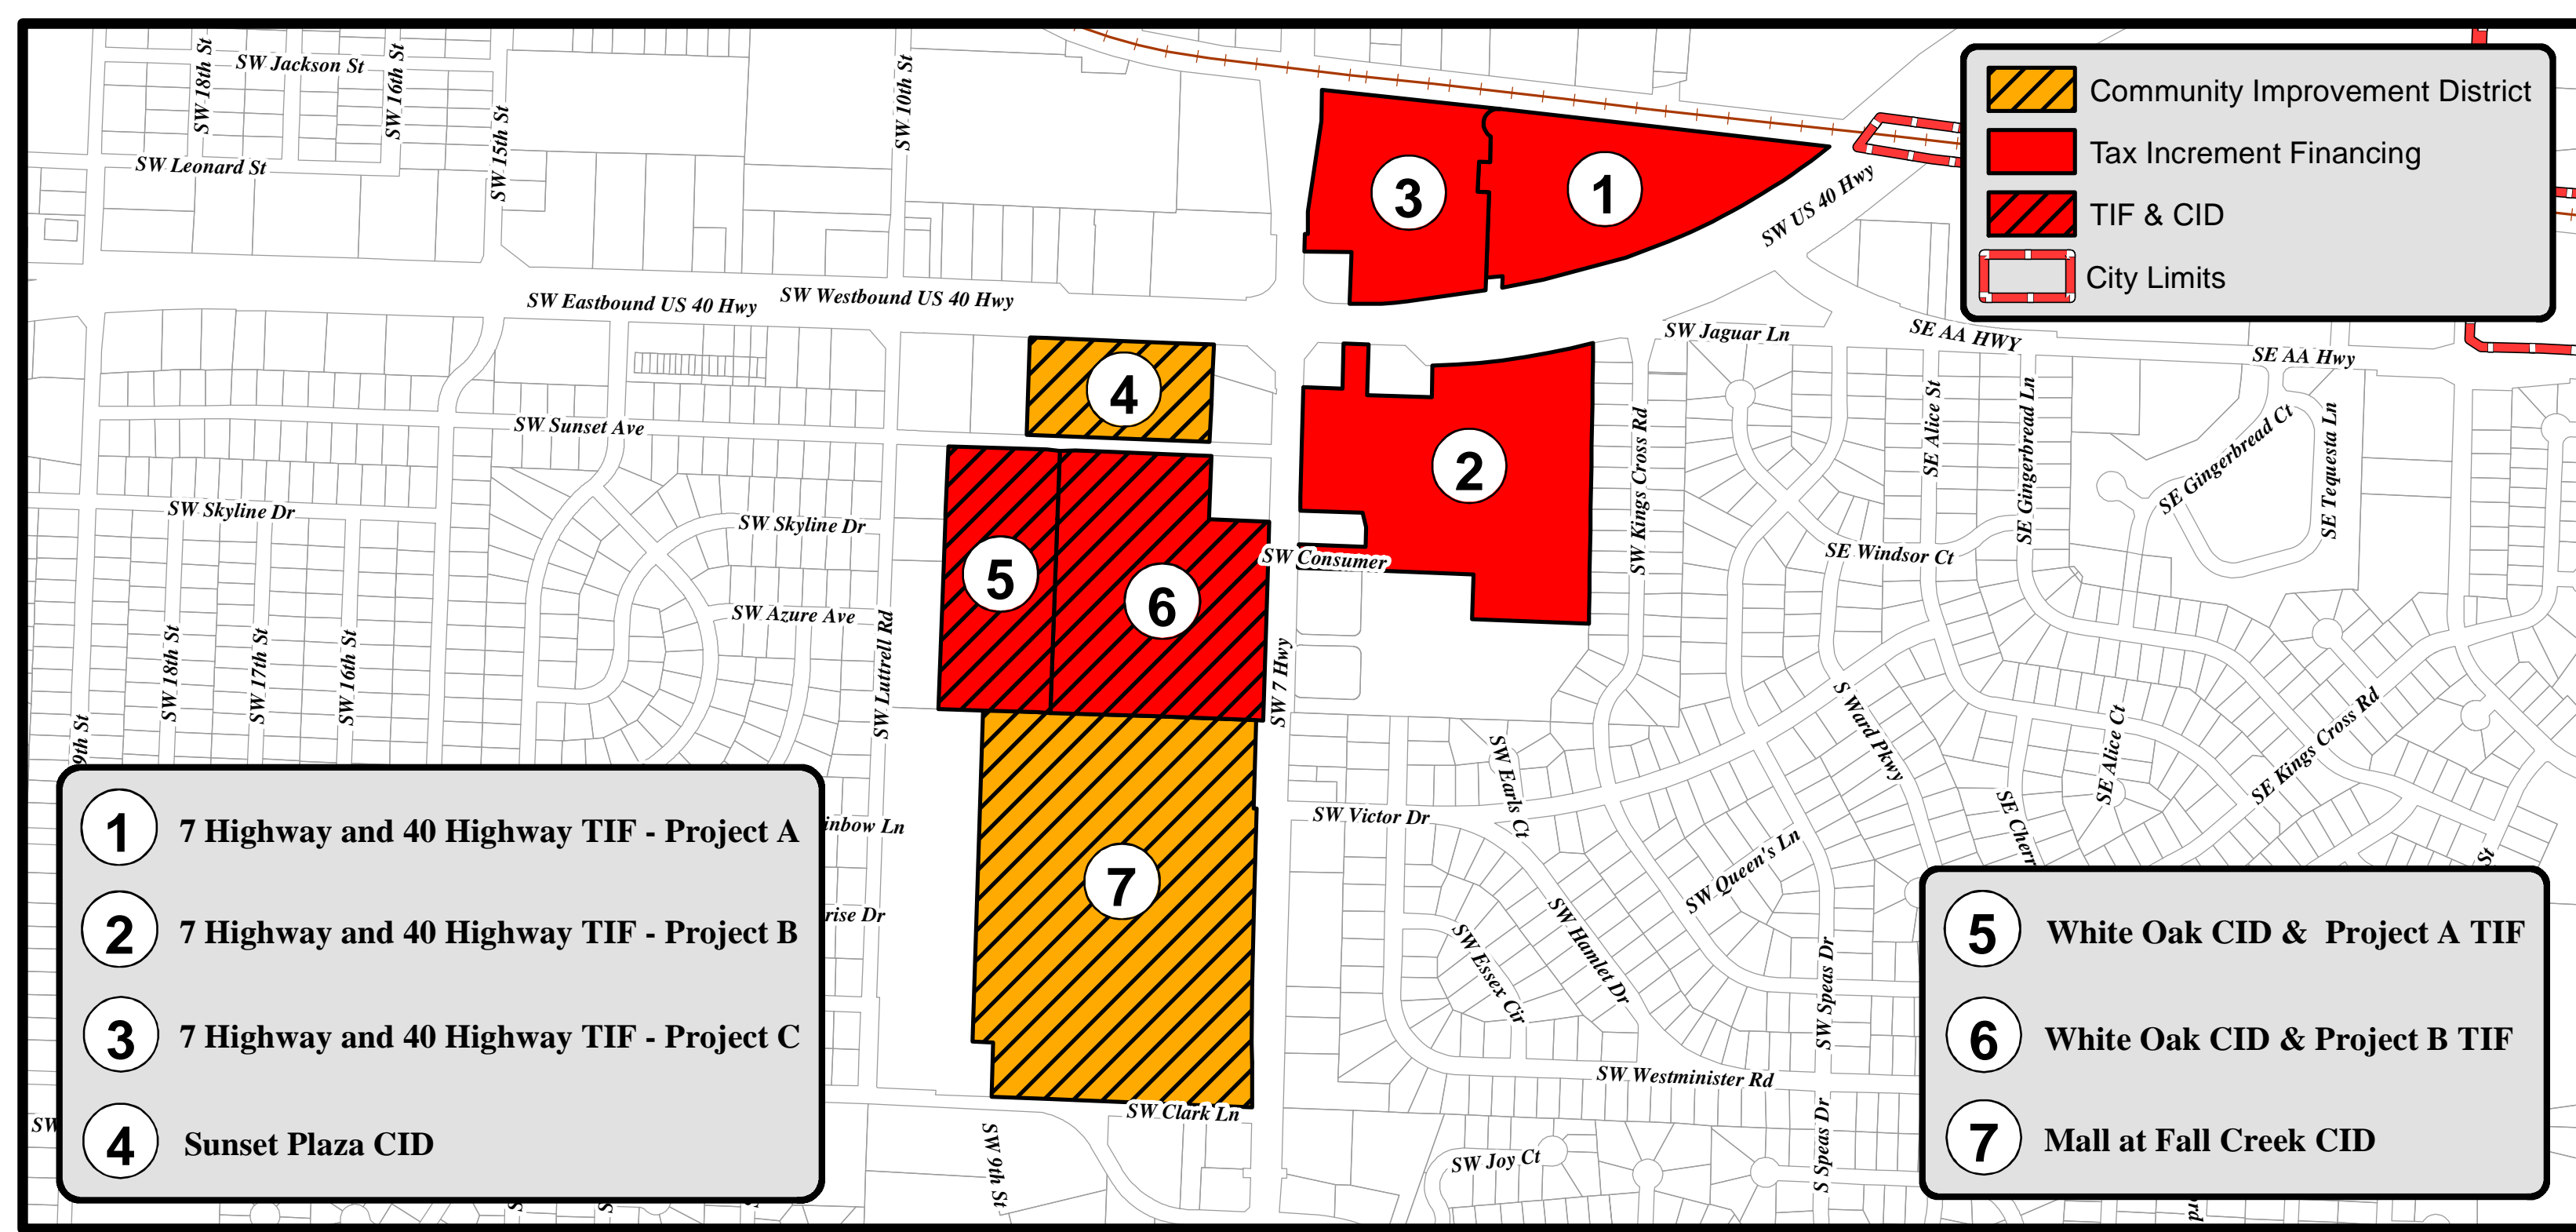 SW Jackson St
SW 18th St
SW 16th St
SW 15th St
SW 10th St
SW Leonard St
Community Improvement District
Tax Increment Financing
TIF & CID
City Limits
3
1
SW US 40 Hwy
SW Eastbound US 40 Hwy
SW Westbound US 40 Hwy
SW Jaguar Ln
SE AA HWY
SE AA Hwy
4
SW Sunset Ave
2
SW Kings Cross Rd
SE Alice St
SE Gingerbread Ln
SE Gingerbread Ct
SE Tequesta Ln
SW Skyline Dr
SW Skyline Dr
SW Consumer
SE Windsor Ct
5
6
SW Azure Ave
SW 18th St
SW 17th St
SW 16th St
SW Luttrell Rd
SW 7 Hwy
9th St
S Ward Pkwy
SE Alice Ct
SE Kings Cross Rd
SW Earls Ct
SW Victor Dr
SE Cherr
inbow Ln
7
SW Queen's Ln
St
rise Dr
SW Essex Cir
SW Hamlet Dr
SW Speas Dr
SW Westminister Rd
SW Clark Ln
SW 9th St
SW Joy Ct
S Speas Dr
SW
1 7 Highway and 40 Highway TIF - Project A
2 7 Highway and 40 Highway TIF - Project B
3 7 Highway and 40 Highway TIF - Project C
4 Sunset Plaza CID
5 White Oak CID & Project A TIF
6 White Oak CID & Project B TIF
7 Mall at Fall Creek CID